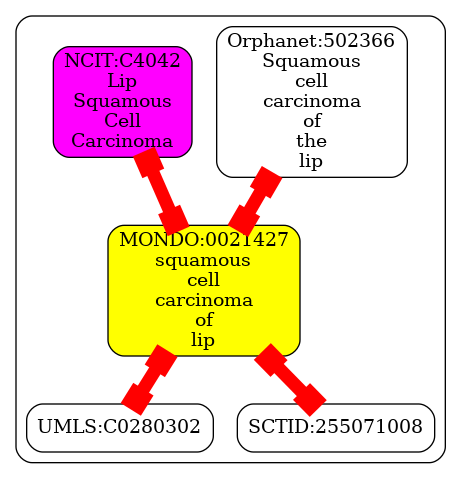 NCIT:C4042
Lip
Squamous
Cell
Carcinoma
Orphanet:502366
Squamous
cell
carcinoma
of
the
lip
MONDO:0021427
squamous
cell
carcinoma
of
lip
UMLS:C0280302
SCTID:255071008